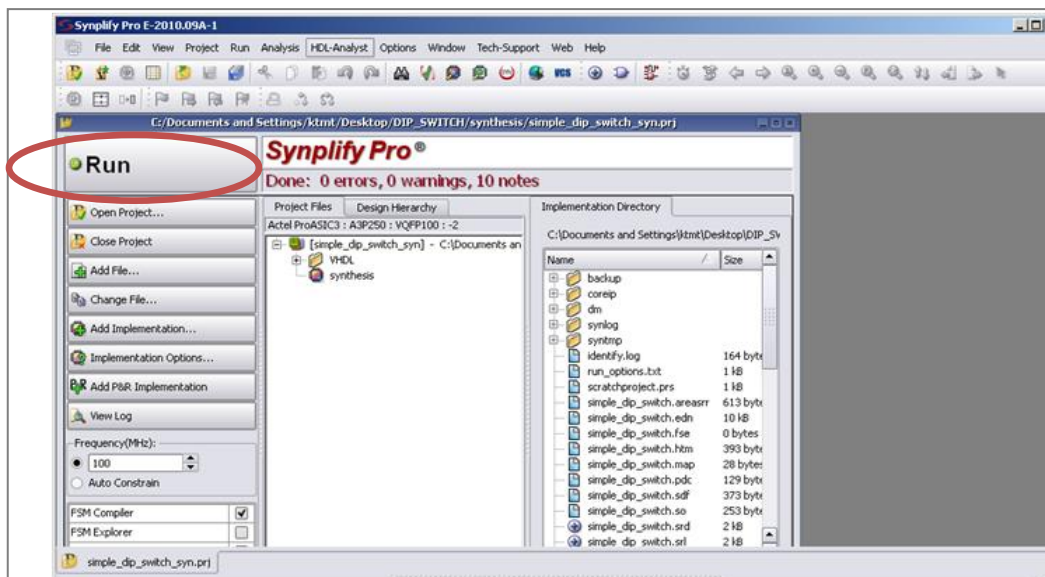 Synplify Pro E-2010.09A-1
File Edit View Project Run Analysis HDL-Analyst Options Window Tech-Support Web Help
VCS
C:/Documents and Settings/ktmt/Desktop/DIP_SWITCH/synthesis/simple_dip_switch_syn.prj
Run
Synplify Pro®
Done: 0 errors, 0 warnings, 10 notes
Open Project...
Close Project
Add File...
Change File...
Add Implementation...
Implementation Options...
Add P&R Implementation
View Log
Frequency(MHz):
100
Auto Constrain
FSM Compiler
FSM Explorer
Project Files Design Hierarchy
Actel ProASIC3 : A3P250 : VQFP100 : -2
[simple_dip_switch_syn] - C:\Documents an
VHDL
synthesis
Implementation Directory
C:\Documents and Settings\ktmt\Desktop\DIP_SW
Name Size
backup
coreip
dm
synlog
syntmp
identify.log 164 byte
run_options.txt 1 kB
scratchproject.prs 1 kB
simple_dip_switch.areasrr 613 byte
simple_dip_switch.edn 10 kB
simple_dip_switch.fse 0 bytes
simple_dip_switch.htm 393 byte
simple_dip_switch.map 28 bytes
simple_dip_switch.pdc 129 byte
simple_dip_switch.sdf 373 byte
simple_dip_switch.so 253 byte
simple_dip_switch.srd 2 kB
simple_dip_switch.srl 2 kB
simple_dip_switch_syn.prj